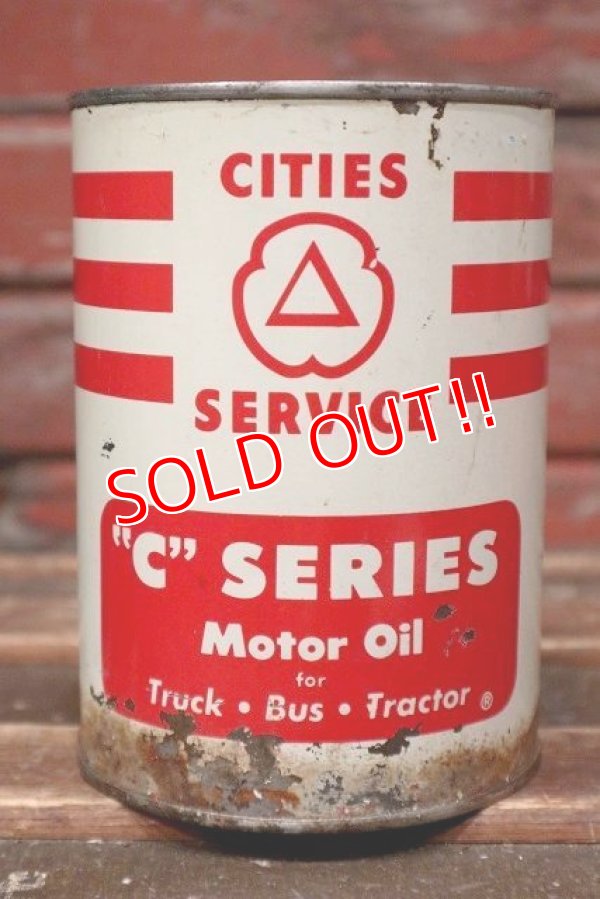 CITIES
SERVICE
SOLD OUT!!
"C" SERIES
Motor Oil
for
Truck • Bus • Tractor ®